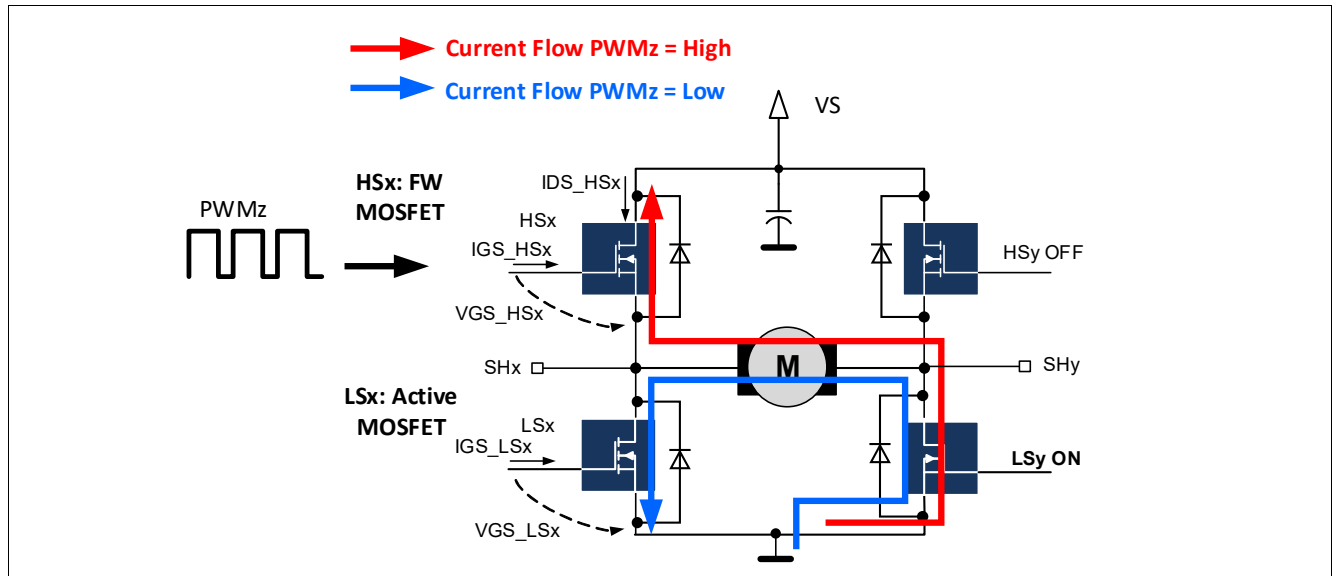 Current Flow PWMz = High
Current Flow PWMz = Low
VS
HSx: FW
MOSFET
IDS_HSx
PWMz
HSx
IGS_HSx
HSy OFF
VGS_HSx
SHx
M
SHy
LSx: Active
MOSFET
LSx
IGS_LSx
LSy ON
VGS_LSx